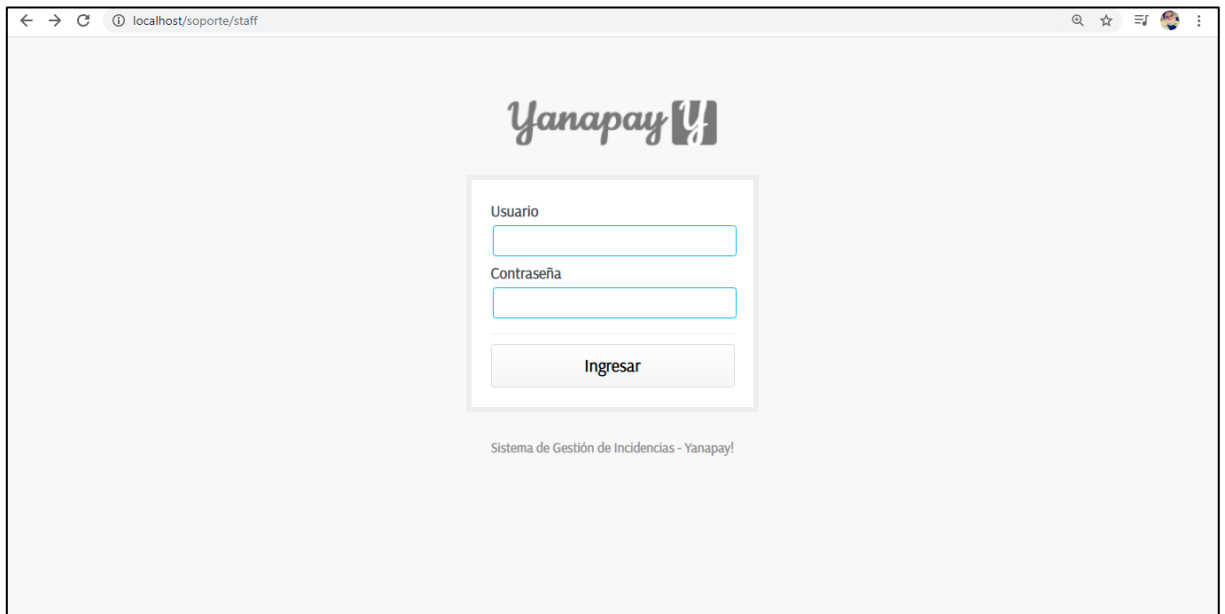 localhost/soporte/staff
Yanapay Y
Usuario
Contraseña
Ingresar
Sistema de Gestión de Incidencias - Yanapay!